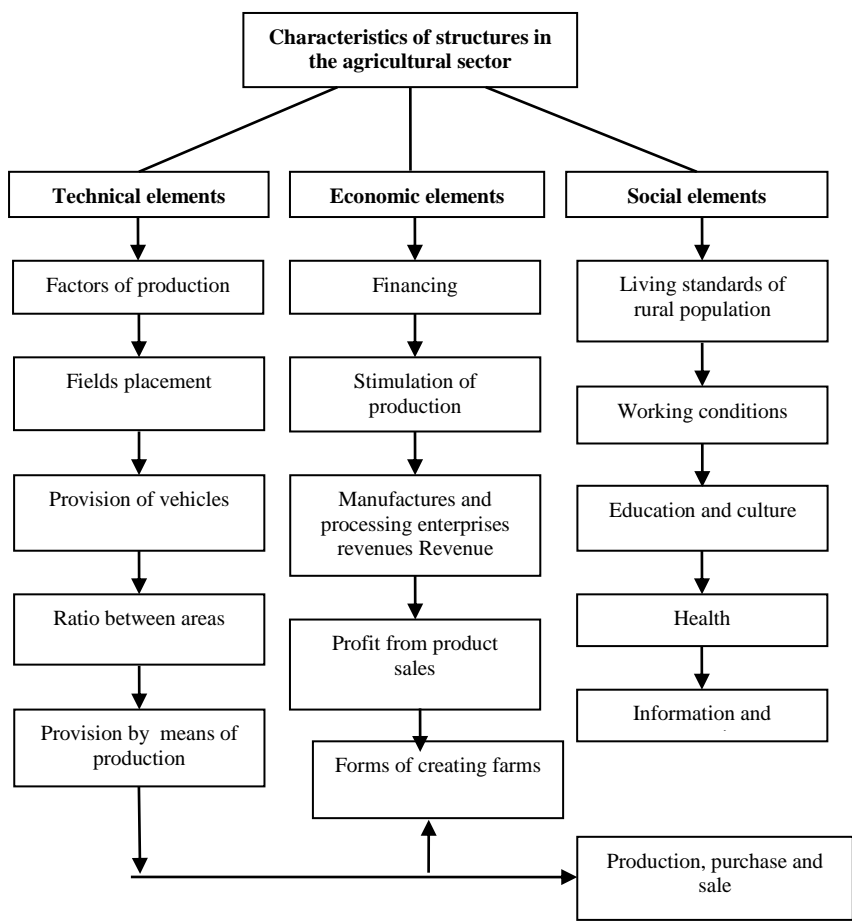 Characteristics of structures in
the agricultural sector
Technical elements
Economic elements
Social elements
Factors of production
Fields placement
Provision of vehicles
Ratio between areas
Provision by means of
production
Financing
Stimulation of
production
Manufactures and
processing enterprises
revenues Revenue
Profit from product
sales
Forms of creating farms
Living standards of
rural population
Working conditions
Education and culture
Health
Information and
Production, purchase and
sale